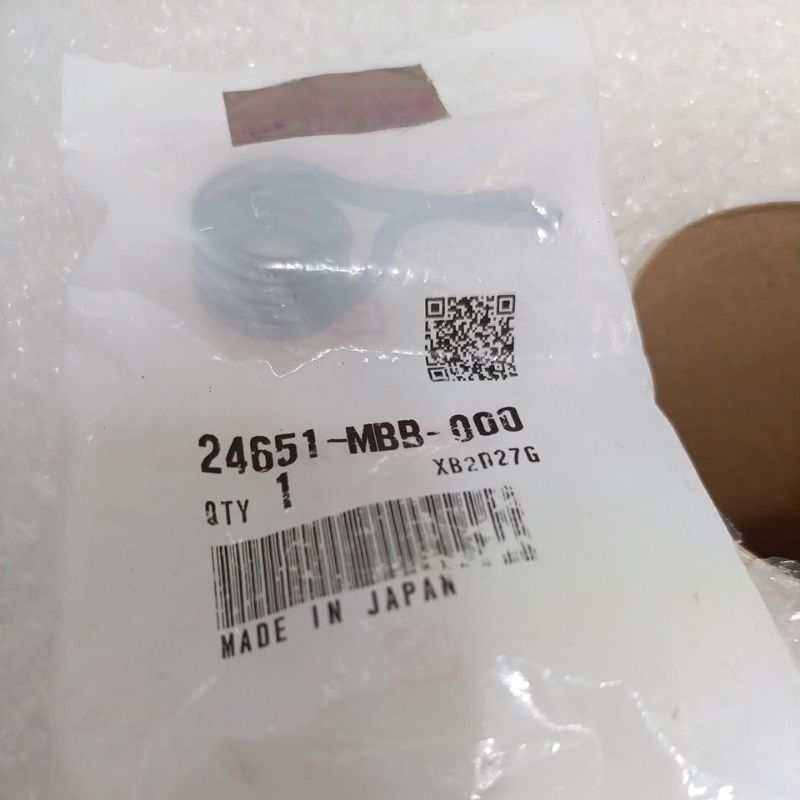 24651-MBB-000
XB2D27G
QTY 1
MADE IN JAPAN